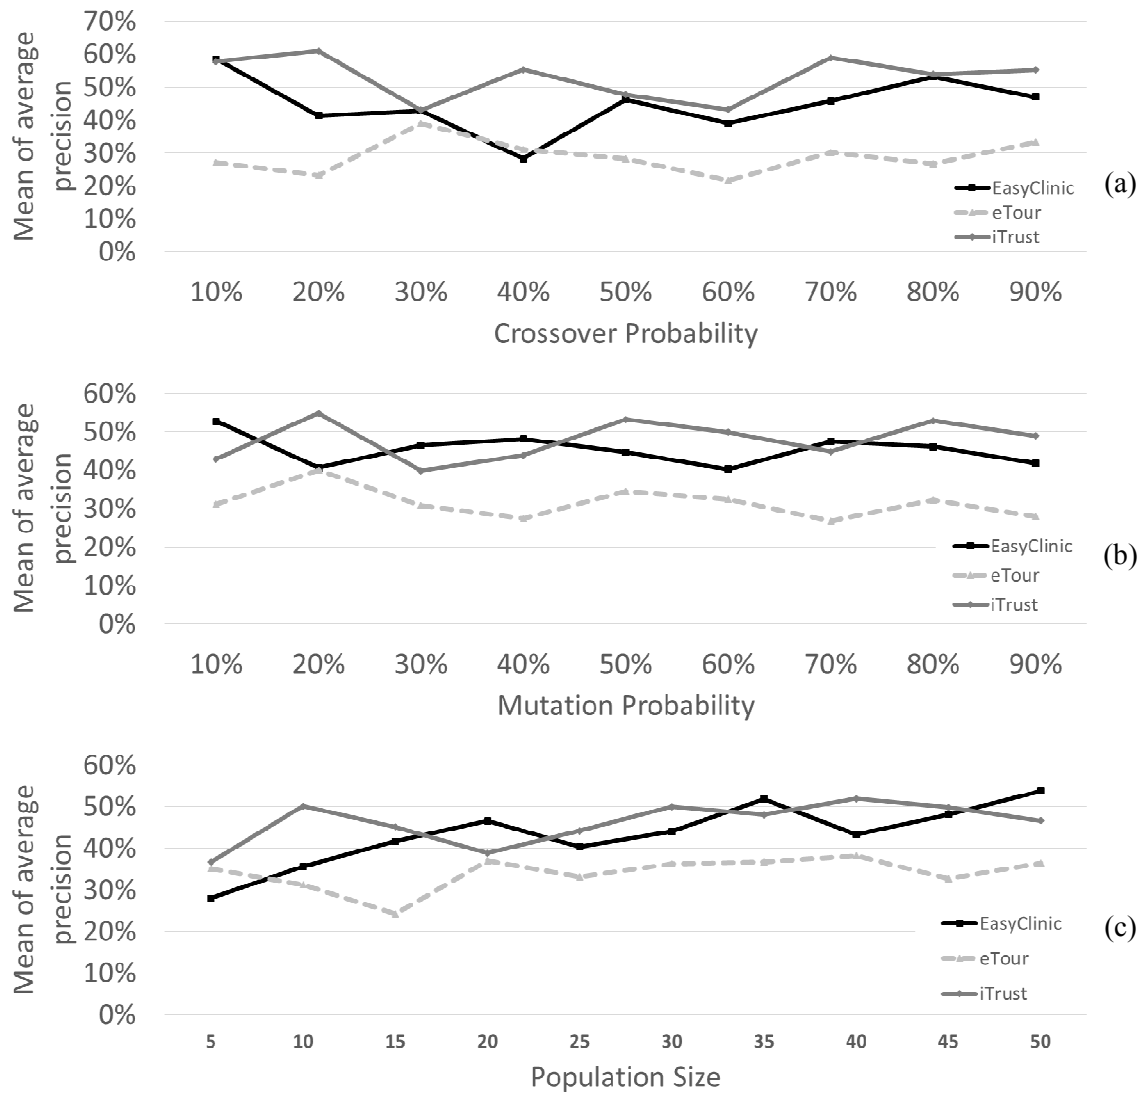 70%
60%
50%
40%
30%
20%
10%
0%
Mean of average
precision
EasyClinic
eTour
iTrust
(a)
10% 20% 30% 40% 50% 60% 70% 80% 90%
Crossover Probability
60%
50%
40%
30%
20%
10%
0%
Mean of average
precision
EasyClinic
eTour
iTrust
(b)
10% 20% 30% 40% 50% 60% 70% 80% 90%
Mutation Probability
60%
50%
40%
30%
20%
10%
0%
Mean of average
precision
EasyClinic
eTour
iTrust
(c)
5 10 15 20 25 30 35 40 45 50
Population Size